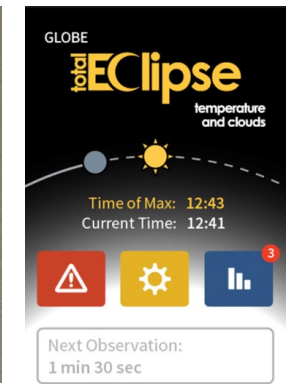 GLOBE
total
EClipse
temperature
and clouds
Time of Max: 12:43
Current Time: 12:41
3
Next Observation:
1 min 30 sec